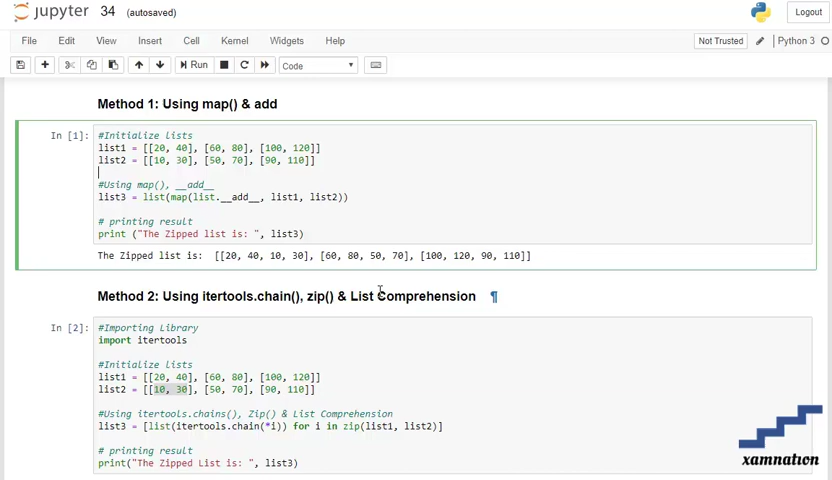 jupyter 34 (autosaved)
Logout
File Edit View Insert Cell Kernel Widgets Help
Not Trusted
Python 3
Run
Code
Method 1: Using map() & add
In [1]:
#Initialize lists
list1 = [[20, 40], [60, 80], [100, 120]]
list2 = [[10, 30], [50, 70], [90, 110]]
#Using map(), __add__
list3 = list(map(list.__add__, list1, list2))
# printing result
print ("The Zipped list is: ", list3)
The Zipped list is:  [[20, 40, 10, 30], [60, 80, 50, 70], [100, 120, 90, 110]]
Method 2: Using itertools.chain(), zip() & List Comprehension ¶
In [2]:
#Importing Library
import itertools
#Initialize lists
list1 = [[20, 40], [60, 80], [100, 120]]
list2 = [[10, 30], [50, 70], [90, 110]]
#Using itertools.chains(), Zip() & List Comprehension
list3 = [list(itertools.chain(*i)) for i in zip(list1, list2)]
# printing result
print("The Zipped List is: ", list3)
xamnation